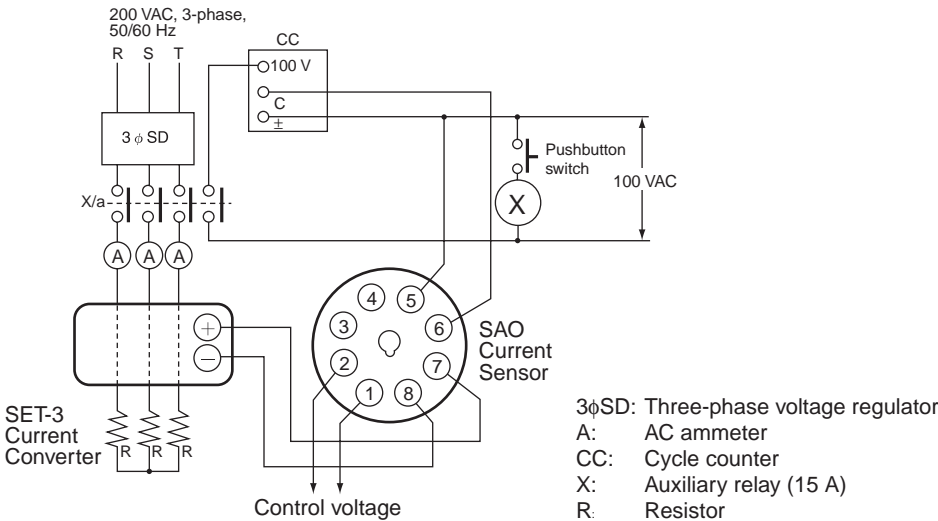 200 VAC, 3-phase,
50/60 Hz
R S T
CC
100 V
C
±
3 ϕ SD
Pushbutton
switch
100 VAC
X/a
X
A A A
+
−
4 5
3 6
2 7
1 8
SAO
Current
Sensor
SET-3
Current
Converter
R R R
Control voltage
3ϕSD: Three-phase voltage regulator
A: AC ammeter
CC: Cycle counter
X: Auxiliary relay (15 A)
R: Resistor